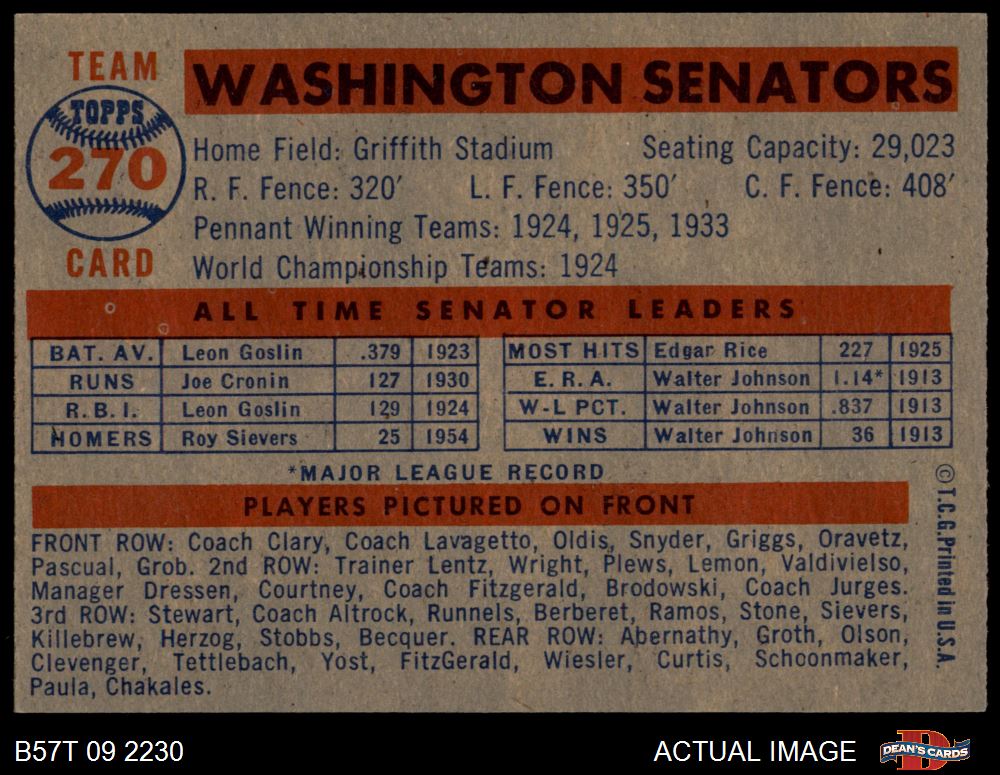 TEAM
TOPPS
270
CARD
WASHINGTON SENATORS
Home Field: Griffith Stadium Seating Capacity: 29,023
R. F. Fence: 320′ L. F. Fence: 350′ C. F. Fence: 408′
Pennant Winning Teams: 1924, 1925, 1933
World Championship Teams: 1924
ALL TIME SENATOR LEADERS
BAT. AV. Leon Goslin .379 1923
RUNS Joe Cronin 127 1930
R.B.I. Leon Goslin 129 1924
HOMERS Roy Sievers 25 1954
MOST HITS Edgar Rice 227 1925
E.R.A. Walter Johnson 1.14* 1913
W-L PCT. Walter Johnson .837 1913
WINS Walter Johnson 36 1913
*MAJOR LEAGUE RECORD
PLAYERS PICTURED ON FRONT
FRONT ROW: Coach Clary, Coach Lavagetto, Oldis, Snyder, Griggs, Oravetz,
Pascual, Grob. 2nd ROW: Trainer Lentz, Wright, Plews, Lemon, Valdivielso,
Manager Dressen, Courtney, Coach Fitzgerald, Brodowski, Coach Jurges.
3rd ROW: Stewart, Coach Altrock, Runnels, Berberet, Ramos, Stone, Sievers,
Killebrew, Herzog, Stobbs, Becquer. REAR ROW: Abernathy, Groth, Olson,
Clevenger, Tettlebach, Yost, FitzGerald, Wiesler, Curtis, Schoonmaker,
Paula, Chakales.
© T.C.G. Printed in U.S.A
B57T 09 2230
ACTUAL IMAGE
D
DEAN'S CARDS